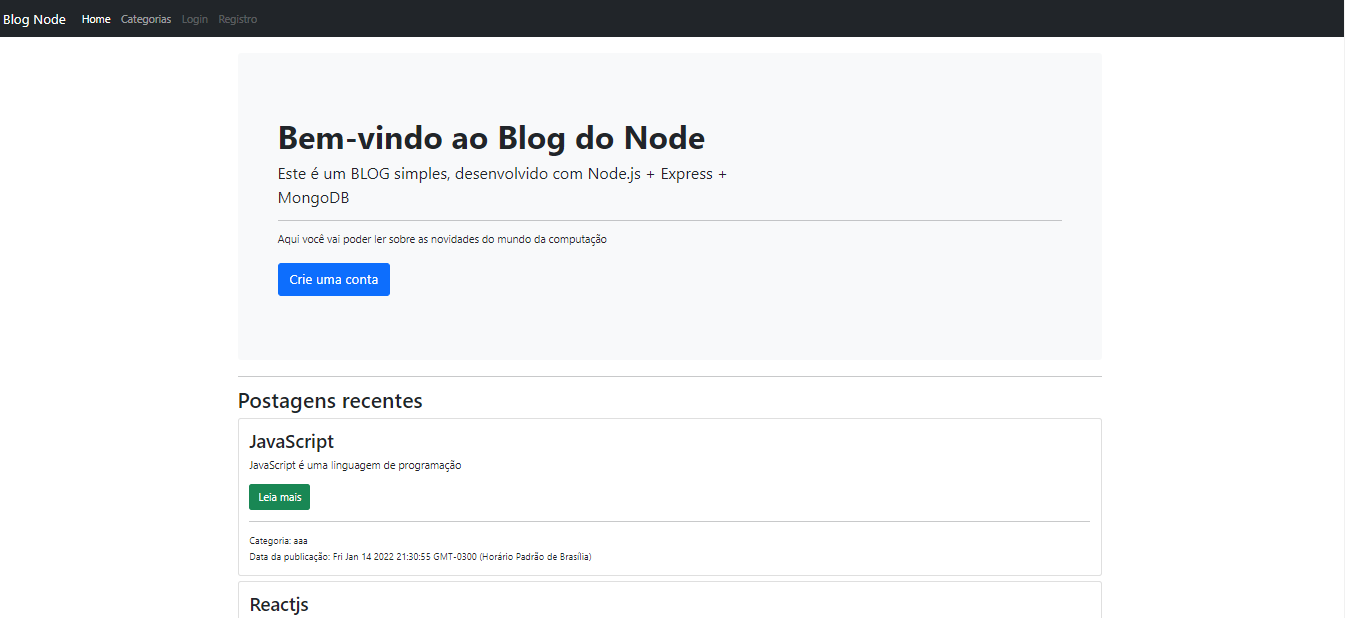 Blog Node Home Categorias Login Registro
Bem-vindo ao Blog do Node
Este é um BLOG simples, desenvolvido com Node.js + Express +
MongoDB
Aqui você vai poder ler sobre as novidades do mundo da computação
Crie uma conta
Postagens recentes
JavaScript
JavaScript é uma linguagem de programação
Leia mais
Categoria: aaa
Data da publicação: Fri Jan 14 2022 21:30:55 GMT-0300 (Horário Padrão de Brasília)
Reactjs